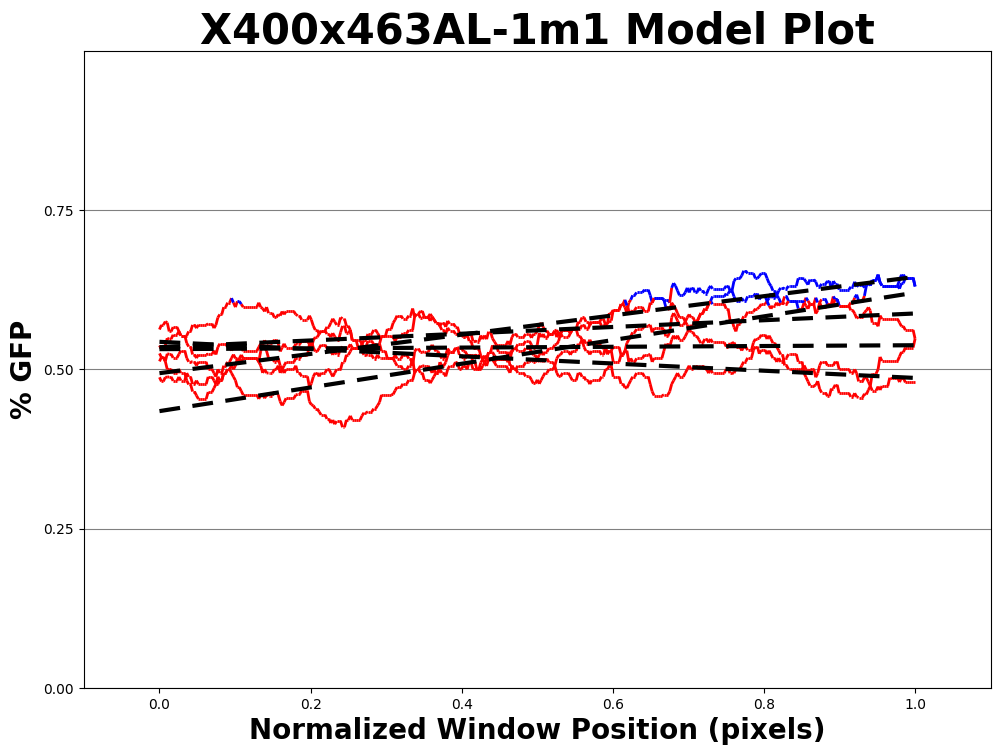 X400x463AL-1m1 Model Plot
% GFP
0.75
0.50
0.25
0.00
0.0 0.2 0.4 0.6 0.8 1.0
Normalized Window Position (pixels)